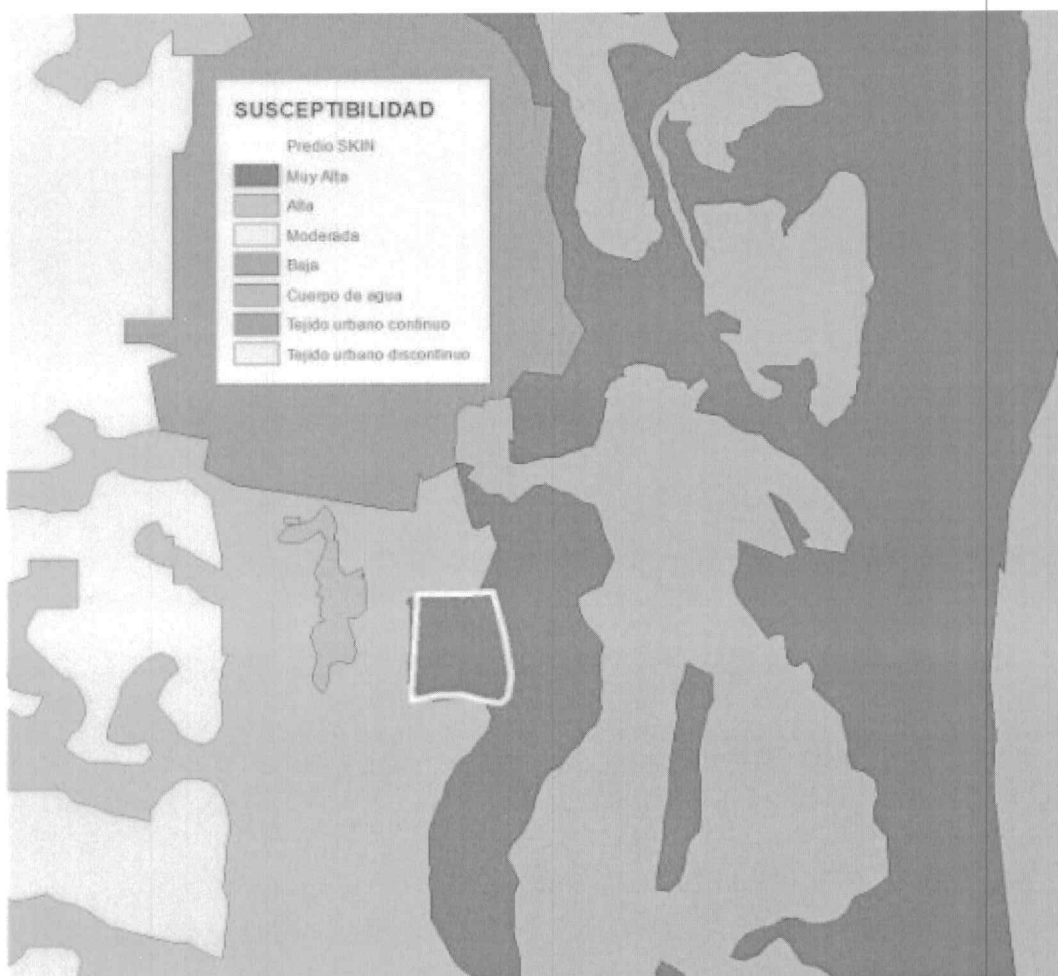 SUSCEPTIBILIDAD
Predio SKIN
Muy Alta
Alta
Moderada
Baja
Cuerpo de agua
Tejido urbano continuo
Tejido urbano discontinuo